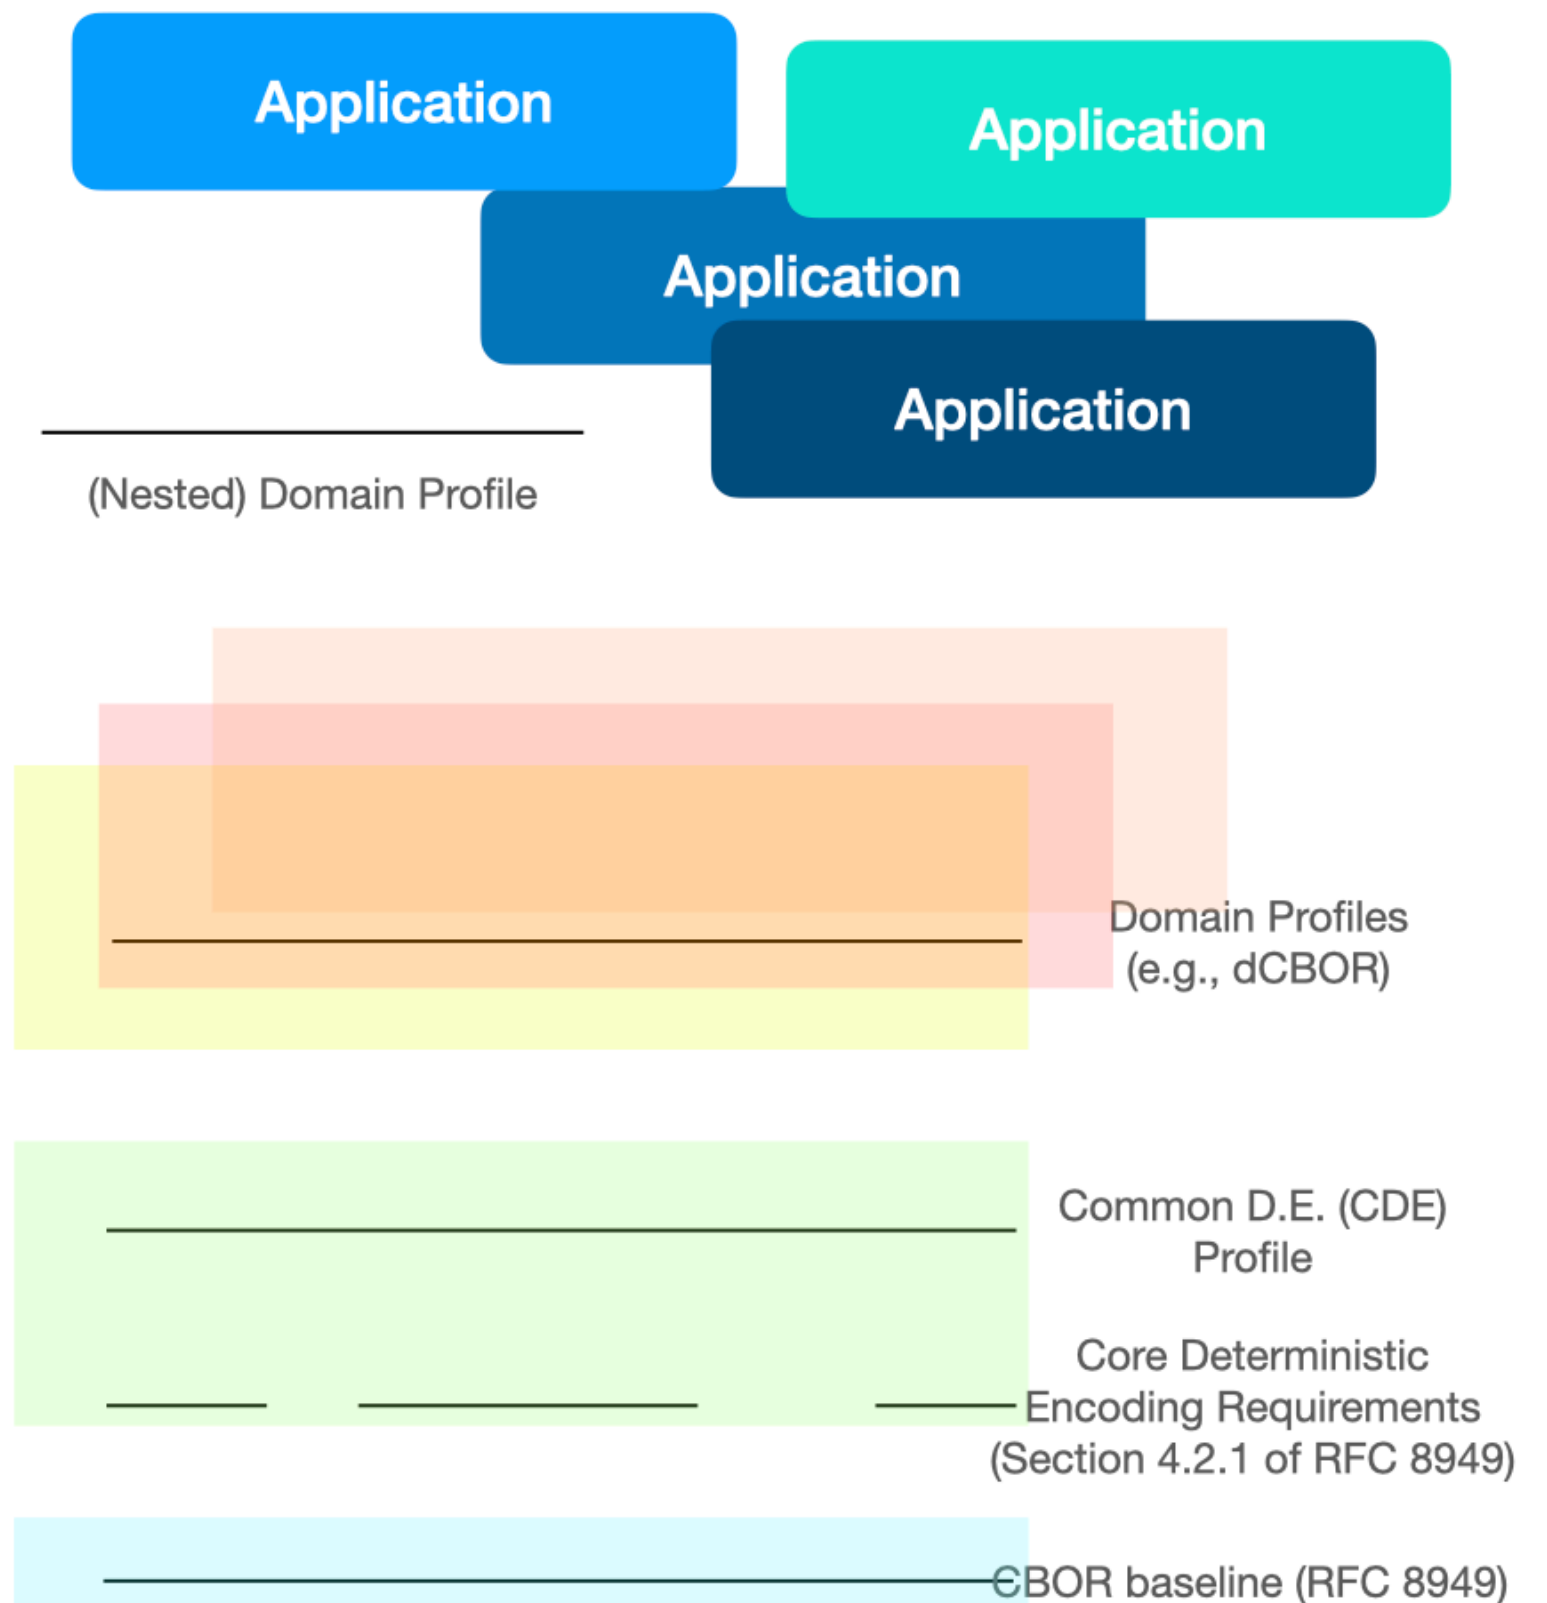 Application
Application
Application
Application
(Nested) Domain Profile
Domain Profiles
(e.g., dCBOR)
Common D.E. (CDE)
Profile
Core Deterministic
Encoding Requirements
(Section 4.2.1 of RFC 8949)
CBOR baseline (RFC 8949)